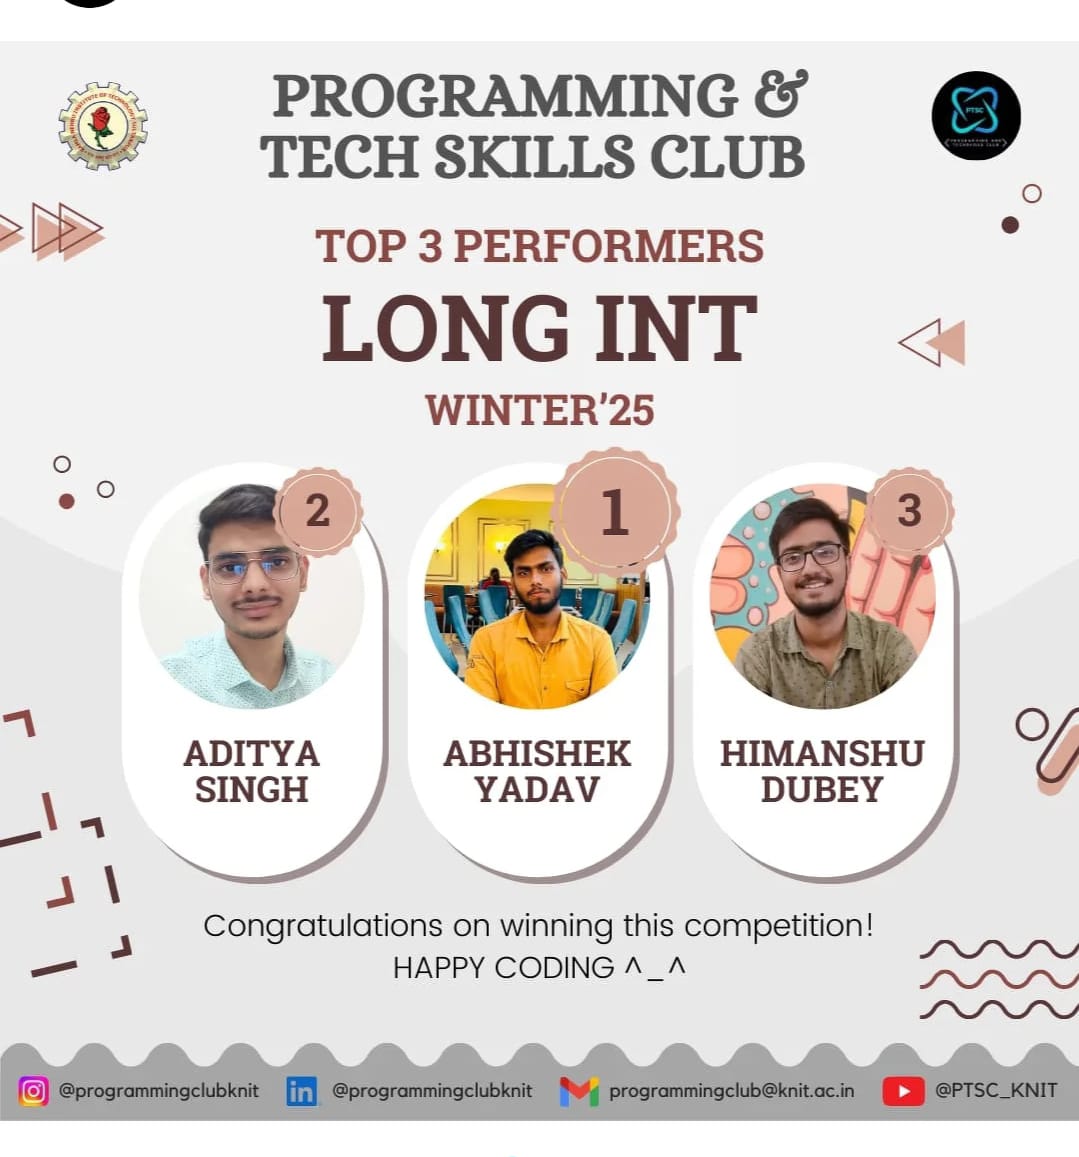 PROGRAMMING &
TECH SKILLS CLUB
PTSC
TOP 3 PERFORMERS
LONG INT
WINTER’25
2
1
3
ADITYA
SINGH
ABHISHEK
YADAV
HIMANSHU
DUBEY
Congratulations on winning this competition!
HAPPY CODING ^_^
@programmingclubknit
@programmingclubknit
programmingclub@knit.ac.in
@PTSC_KNIT